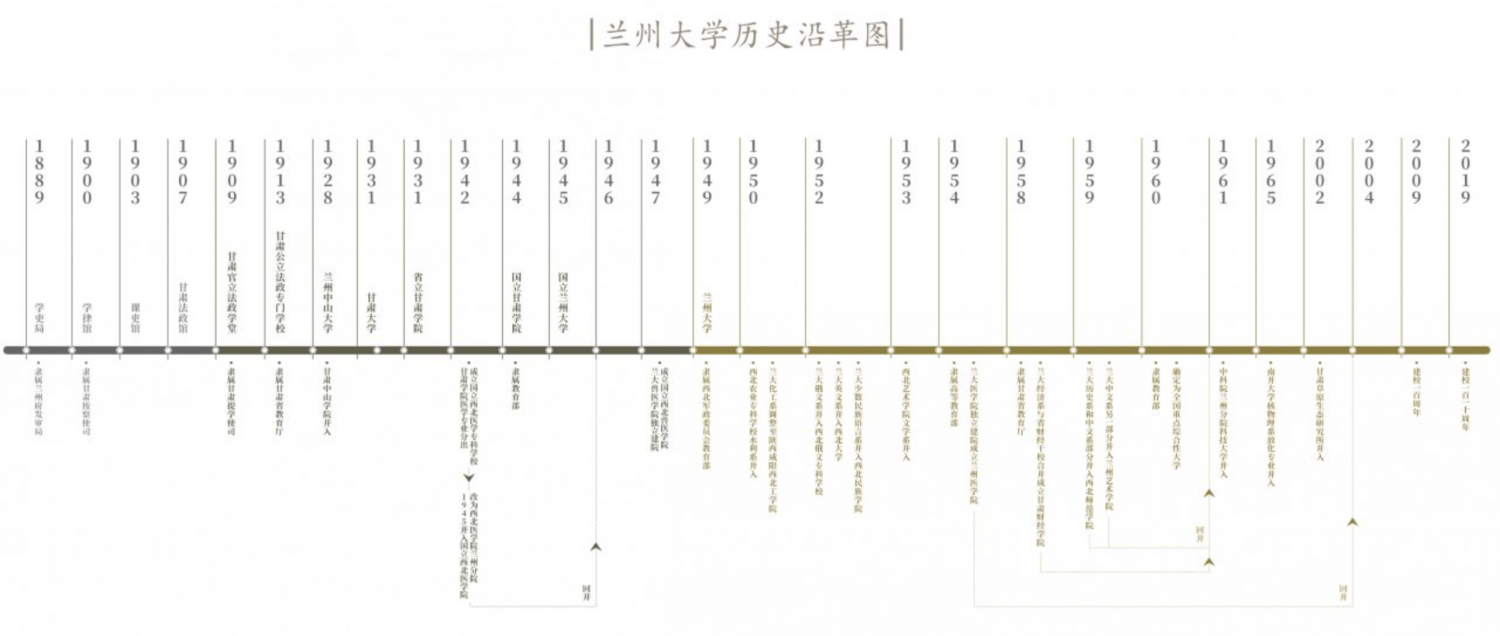 兰州大学历史沿革图
1889
学吏局
隶属兰州府发审局
1900
学律馆
隶属甘肃按察使司
1903
课吏馆
1907
甘肃法政馆
1909
甘肃官立法政学堂
隶属甘肃提学使司
1913
甘肃公立法政专门学校
隶属甘肃省教育厅
1928
兰州中山大学
甘肃中山学院并入
1931
甘肃大学
1931
省立甘肃学院
1942
成立国立西北医学专科学校
甘肃学院医学专业分出
改为西北医学院兰州分院
1945并入国立西北医学院
1944
国立甘肃学院
隶属教育部
1945
国立兰州大学
1946
回并
1947
成立国立西北兽医学院
兰大兽医学院独立建院
1949
兰州大学
隶属西北军政委员会教育部
1950
西北农业专科学校水利系并入
兰大化工系调整至陕西咸阳西北工学院
1952
兰大俄文系并入西北俄文专科学校
兰大英文系并入西北大学
兰大少数民族语言系并入西北民族学院
1953
西北艺术学院文学系并入
1954
隶属高等教育部
兰大医学院独立建院成立兰州医学院
1958
隶属甘肃省教育厅
兰大经济系与省财经干校合并成立甘肃财经学院
1959
兰大历史系和中文系部分并入西北师范学院
兰大中文系另一部分并入兰州艺术学院
1960
隶属教育部
确定为全国重点综合性大学
回并
1961
中科院兰州分院科技大学并入
1965
南开大学核物理系放化专业并入
2002
甘肃草原生态研究所并入
2004
回并
2009
建校一百周年
2019
建校一百一十周年